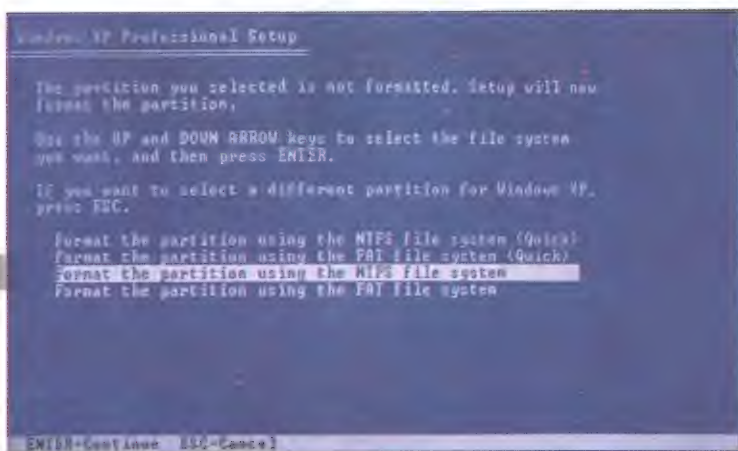 Windows XP Professional Setup
The partition you selected is not formatted. Setup will now
format the partition.
Use the UP and DOWN ARROW keys to select the file system
you want, and then press ENTER.
If you want to select a different partition for Windows XP,
press ESC.
Format the partition using the NTFS file system (Quick)
Format the partition using the FAT file system (Quick)
Format the partition using the NTFS file system
Format the partition using the FAT file system
ENTER=Continue ESC=Cancel